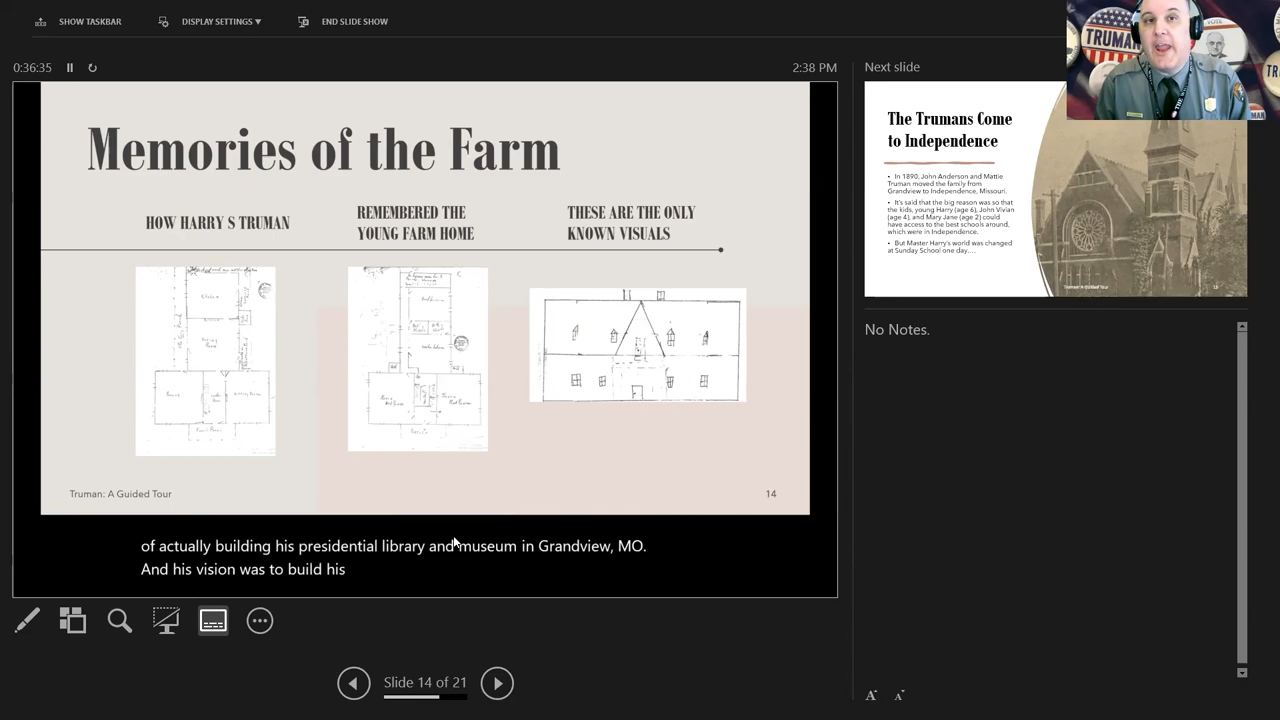 SHOW TASKBAR
DISPLAY SETTINGS ▼
END SLIDE SHOW
0:36:35
2:38 PM
Memories of the Farm
HOW HARRY S TRUMAN
REMEMBERED THE
YOUNG FARM HOME
THESE ARE THE ONLY
KNOWN VISUALS
Truman: A Guided Tour
14
of actually building his presidential library and museum in Grandview, MO.
And his vision was to build his
Slide 14 of 21
Next slide
The Trumans Come
to Independence
• In 1890, John Anderson and Mattie
Truman moved the family from
Grandview to Independence, Missouri.
• It's said that the big reason was so that
the kids, young Harry (age 6), John Vivian
(age 4), and Mary Jane (age 2) could
have access to the best schools around,
which were in Independence.
• But Master Harry's world was changed
at Sunday School one day....
Truman: A Guided Tour
15
No Notes.
TRUMAN
VOTE
A A